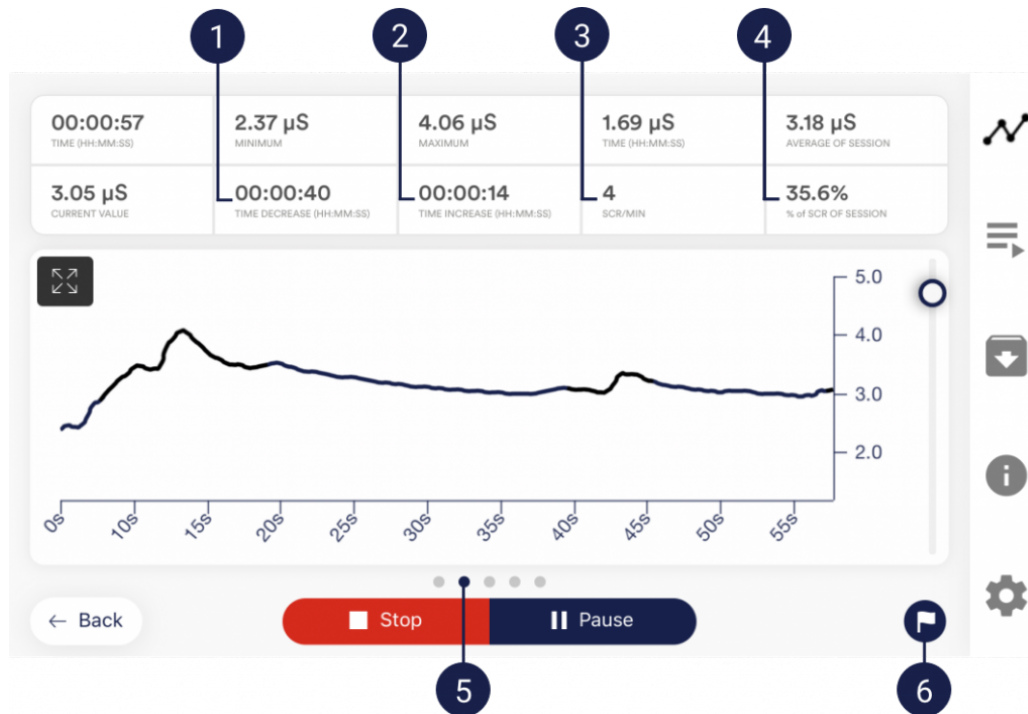 1 2 3 4
00:00:57 2.37 µS 4.06 µS 1.69 µS 3.18 µS
TIME (HH:MM:SS) MINIMUM MAXIMUM TIME (HH:MM:SS) AVERAGE OF SESSION
3.05 µS 00:00:40 00:00:14 4 35.6%
CURRENT VALUE TIME DECREASE (HH:MM:SS) TIME INCREASE (HH:MM:SS) SCR/MIN % of SCR OF SESSION
5.0
4.0
3.0
2.0
0s 10s 15s 20s 25s 30s 35s 40s 45s 50s 55s
← Back Stop Pause
5 6
i